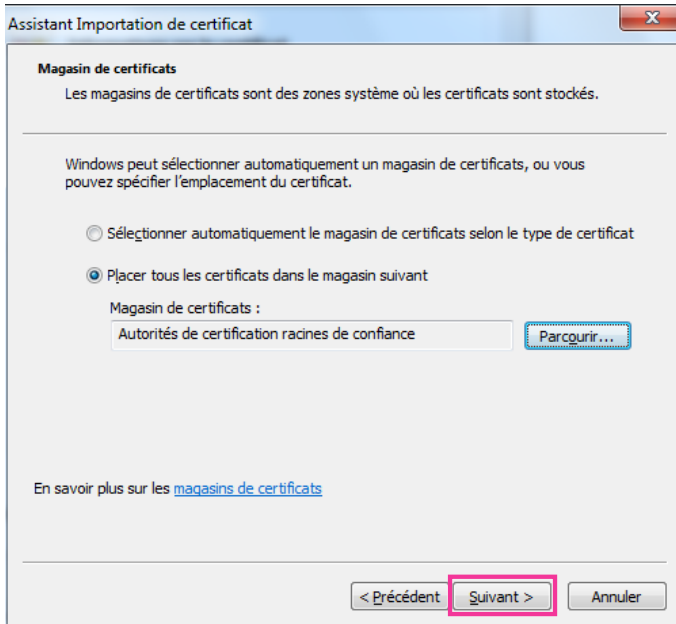 Assistant Importation de certificat
Magasin de certificats
Les magasins de certificats sont des zones système où les certificats sont stockés.
Windows peut sélectionner automatiquement un magasin de certificats, ou vous
pouvez spécifier l'emplacement du certificat.
Sélectionner automatiquement le magasin de certificats selon le type de certificat
Placer tous les certificats dans le magasin suivant
Magasin de certificats :
Autorités de certification racines de confiance
Parcourir...
En savoir plus sur les magasins de certificats
< Précédent
Suivant >
Annuler